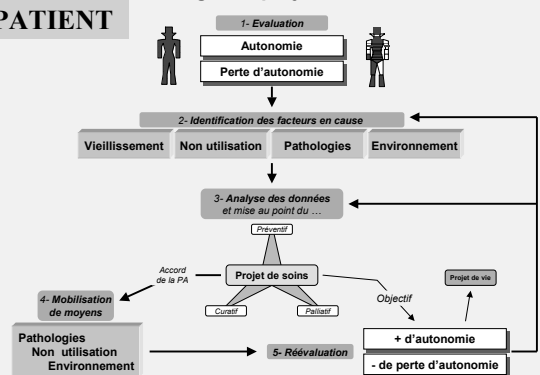 PATIENT
1- Evaluation
Autonomie
Perte d'autonomie
2- Identification des facteurs en cause
Vieillissement
Non utilisation
Pathologies
Environnement
3- Analyse des données
et mise au point du ...
Préventif
Projet de soins
Curatif
Palliatif
Accord
de la PA
Objectif
Projet de vie
4- Mobilisation
de moyens
Pathologies
Non utilisation
Environnement
5- Réévaluation
+ d'autonomie
- de perte d'autonomie